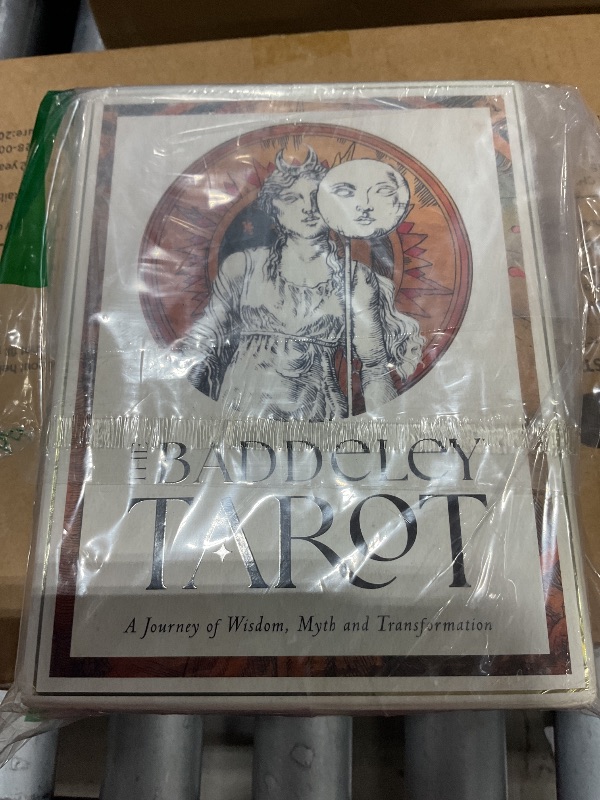 THE BADDELEY
TAROT
A Journey of Wisdom, Myth and Transformation